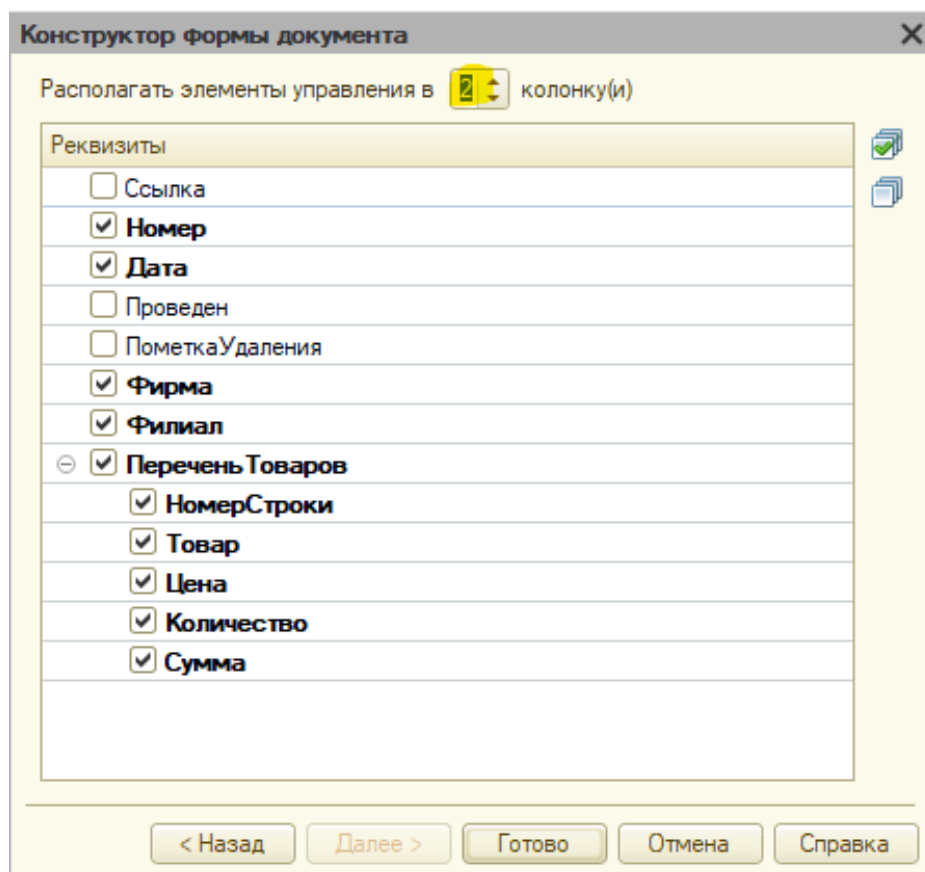 Конструктор формы документа
Располагать элементы управления в 2 колонку(и)
Реквизиты
Ссылка
Номер
Дата
Проведен
ПометкаУдаления
Фирма
Филиал
ПереченьТоваров
НомерСтроки
Товар
Цена
Количество
Сумма
< Назад Далее > Готово Отмена Справка